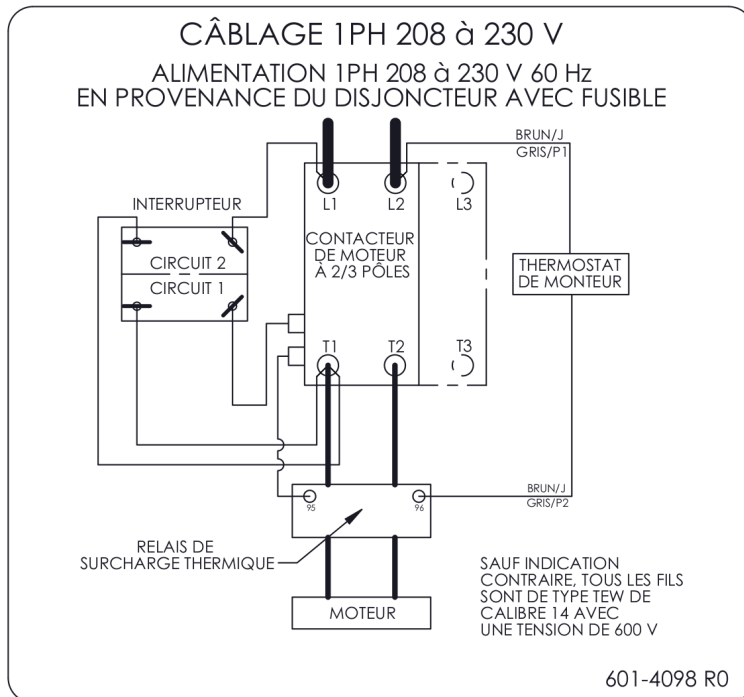 CÂBLAGE 1PH 208 à 230 V
ALIMENTATION 1PH 208 à 230 V 60 Hz
EN PROVENANCE DU DISJONCTEUR AVEC FUSIBLE
BRUN/J
GRIS/P1
L1
L2
L3
INTERRUPTEUR
CIRCUIT 2
CIRCUIT 1
CONTACTEUR
DE MOTEUR
À 2/3 PÔLES
THERMOSTAT
DE MONTEUR
T1
T2
T3
BRUN/J
GRIS/P2
95
96
RELAIS DE
SURCHARGE THERMIQUE
MOTEUR
SAUF INDICATION
CONTRAIRE, TOUS LES FILS
SONT DE TYPE TEW DE
CALIBRE 14 AVEC
UNE TENSION DE 600 V
601-4098 R0